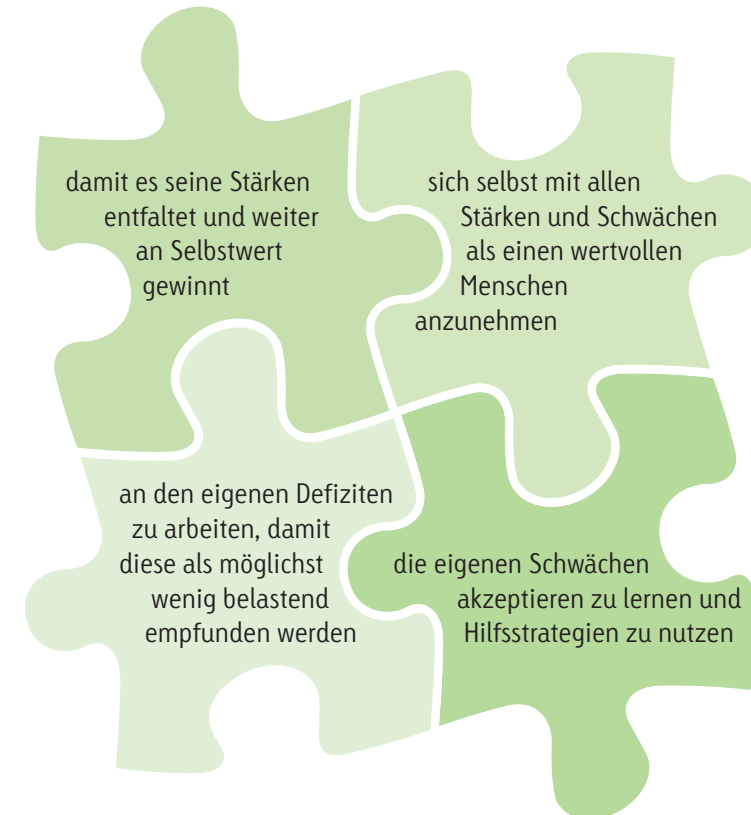 damit es seine Stärken
entfaltet und weiter
an Selbstwert
gewinnt
sich selbst mit allen
Stärken und Schwächen
als einen wertvollen
Menschen
anzunehmen
an den eigenen Defiziten
zu arbeiten, damit
diese als möglichst
wenig belastend
empfunden werden
die eigenen Schwächen
akzeptieren zu lernen und
Hilfsstrategien zu nutzen